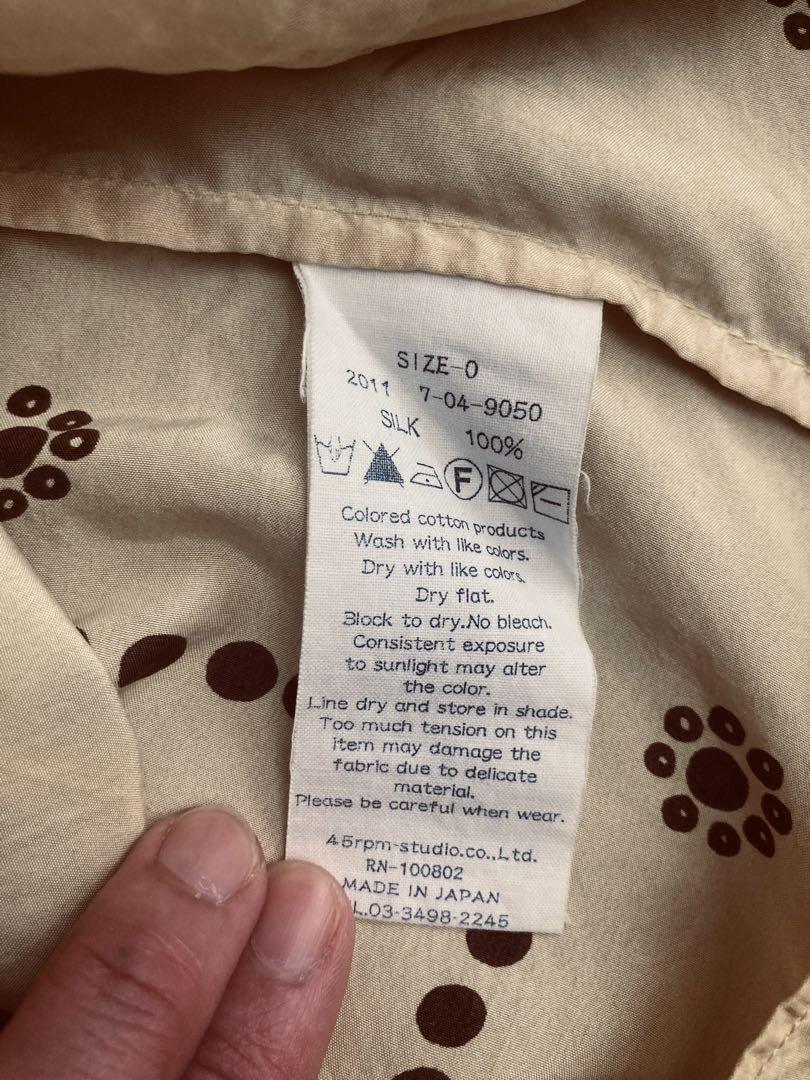 SIZE-0
2011 7-04-9050
SILK 100%
F
Colored cotton products
Wash with like colors.
Dry with like colors.
Dry flat.
Block to dry.No bleach.
Consistent exposure
to sunlight may alter
the color.
Line dry and store in shade.
Too much tension on this
item may damage the
fabric due to delicate
material.
Please be careful when wear.
45rpm-studio.co.,Ltd.
RN-100802
MADE IN JAPAN
L.03-3498-2245